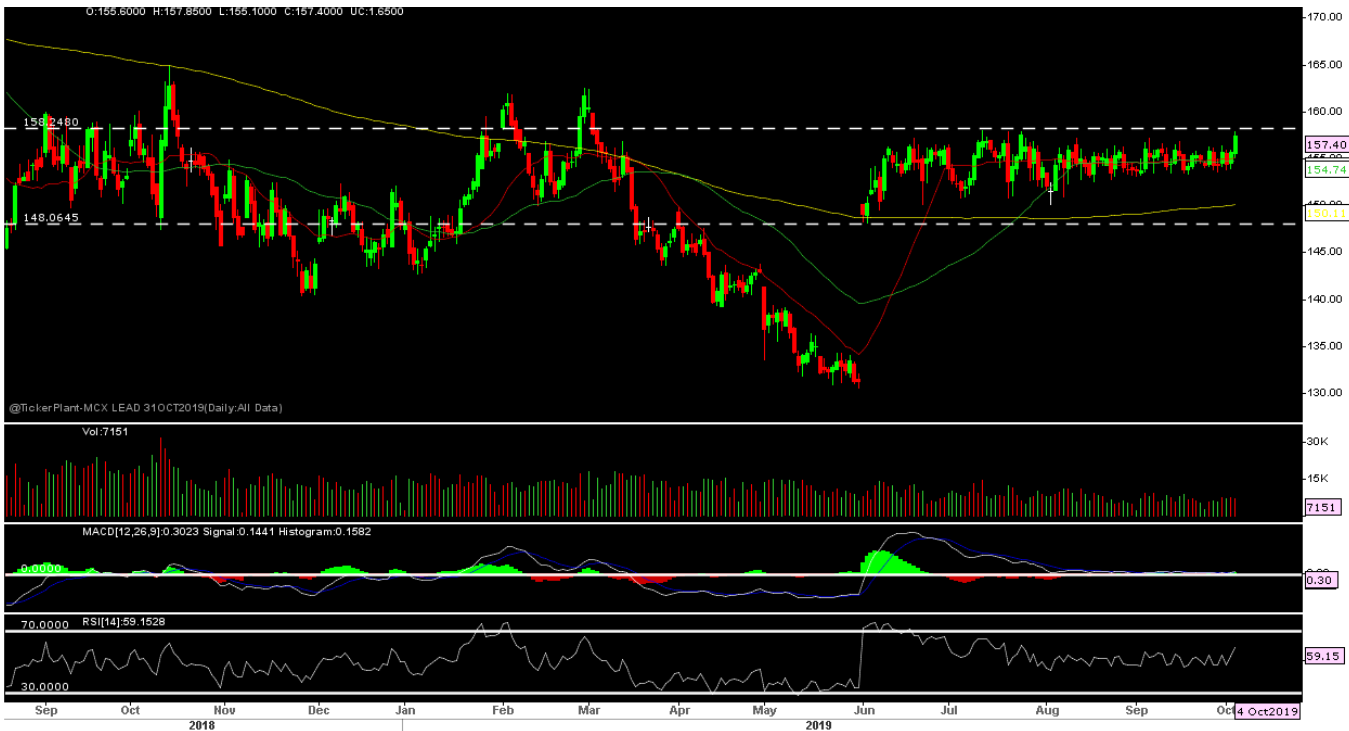 O:155.6000 H:157.8500 L:155.1000 C:157.4000 UC:1.6500
170.00
165.00
160.00
158.2480
157.40
154.74
150.11
148.0645
145.00
140.00
135.00
130.00
@TickerPlant-MCX LEAD 31OCT2019(Daily:All Data)
Vol:7151
30K
15K
7151
MACD[12,26,9]:0.3023 Signal:0.1441 Histogram:0.1582
0.0000
0.30
RSI[14]:59.1528
70.0000
59.15
30.0000
Sep Oct Nov Dec Jan Feb Mar Apr May Jun Jul Aug Sep Oct 4 Oct2019
2018 2019